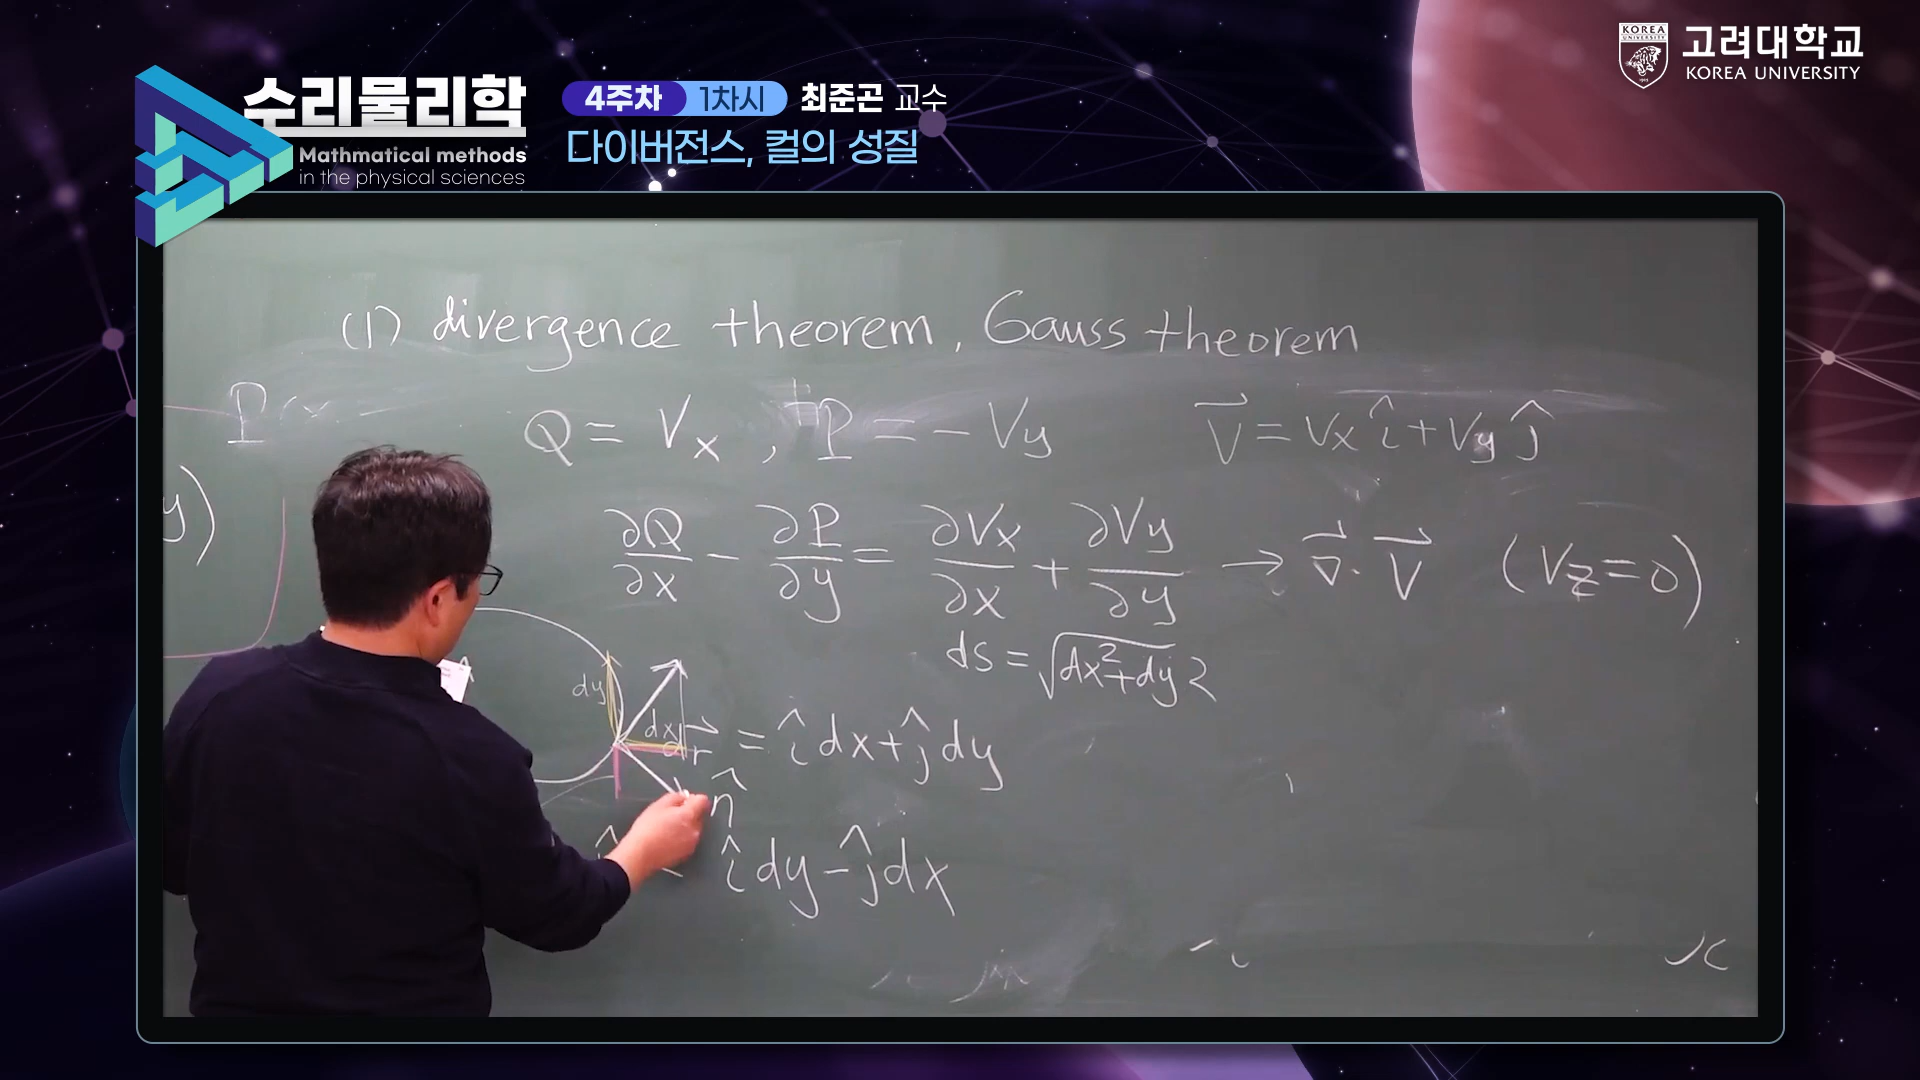 KOREA UNIVERSITY
고려대학교
KOREA UNIVERSITY
수리물리학
Mathmatical methods
in the physical sciences
4주차 1차시 최준곤 교수
다이버전스, 컬의 성질
(1) divergence theorem, Gauss theorem
P(x
y)
Q = Vx , P = - Vy
V⃗ = Vx î + Vy ĵ
∂Q/∂x - ∂P/∂y = ∂Vx/∂x + ∂Vy/∂y → ∇⃗ · V⃗ (Vz = 0)
ds = √dx²+dy²
dy
dx
dr⃗ = î dx + ĵ dy
n̂
î dy - ĵ dx